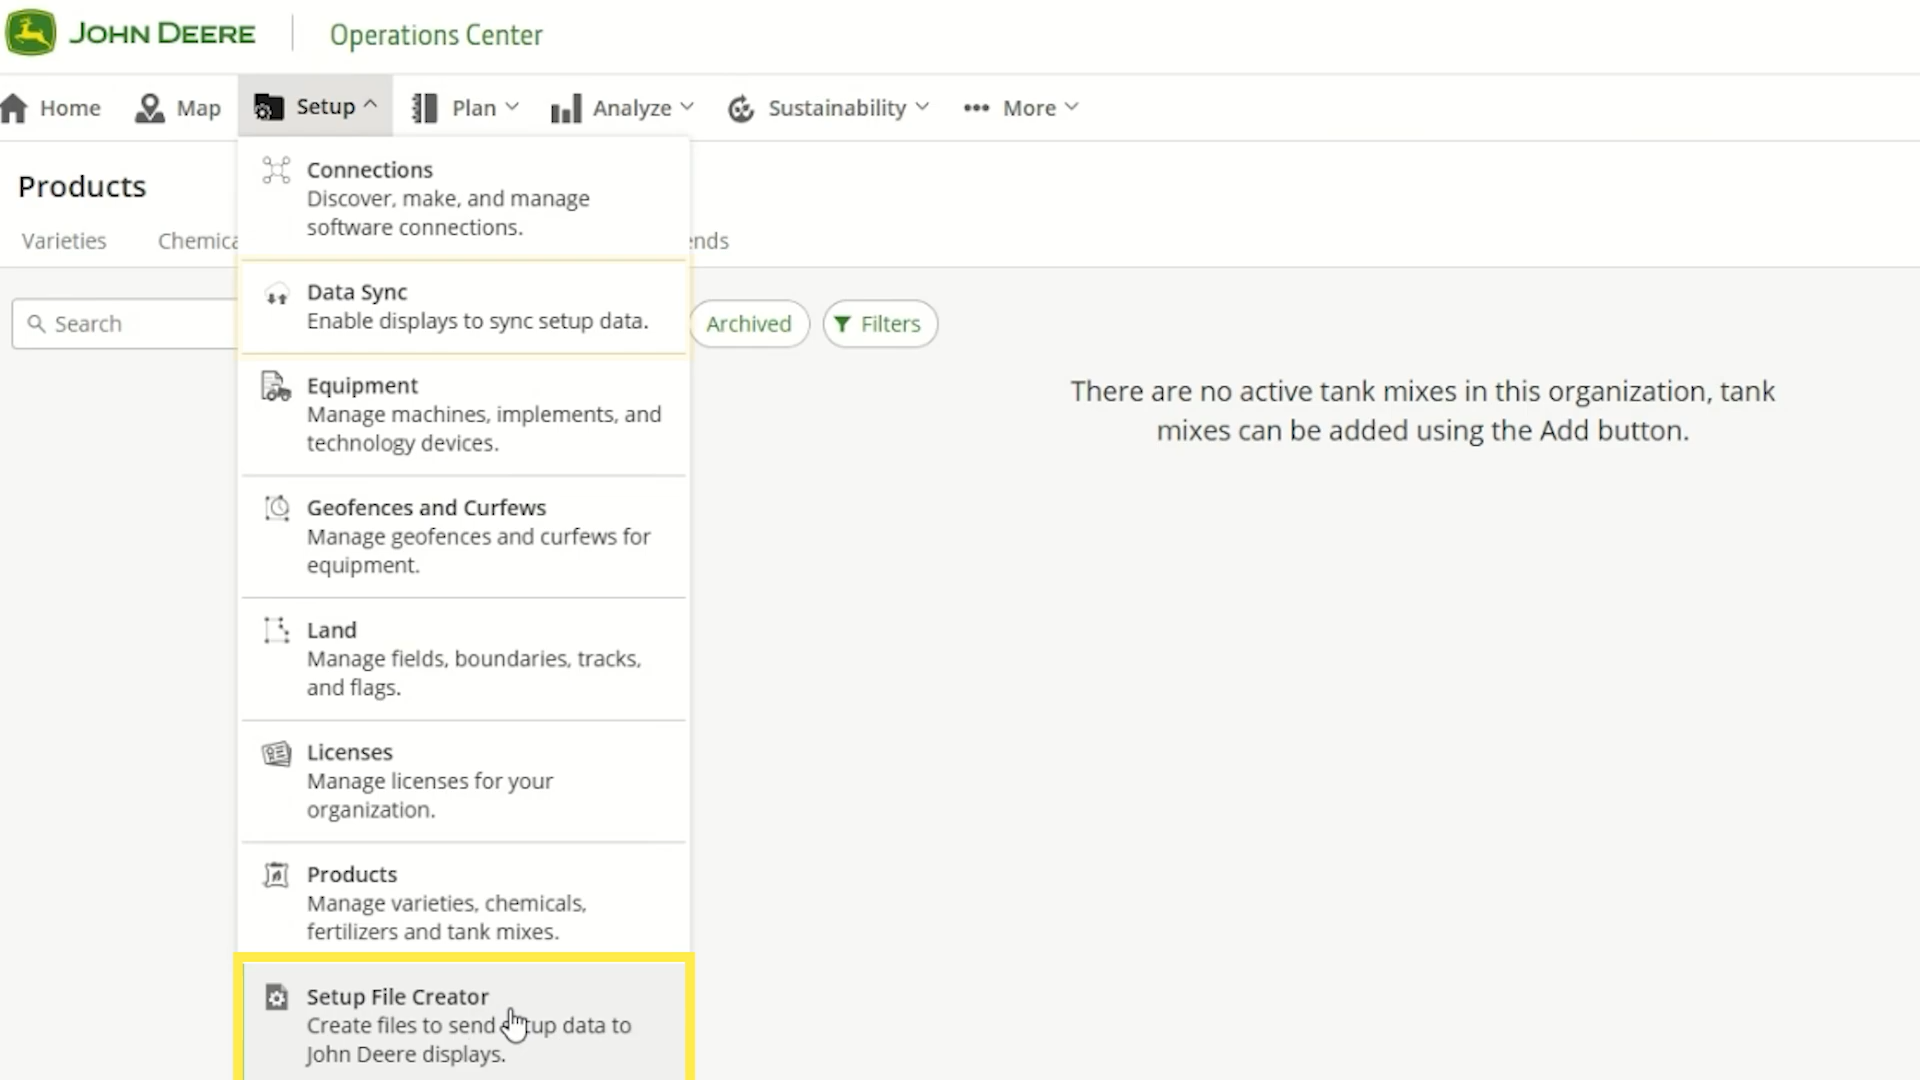 JOHN DEERE
Operations Center
Home Map Setup Plan Analyze Sustainability More
Products
Varieties
Search
Connections
Discover, make, and manage
software connections.
Data Sync
Enable displays to sync setup data.
Equipment
Manage machines, implements, and
technology devices.
Geofences and Curfews
Manage geofences and curfews for
equipment.
Land
Manage fields, boundaries, tracks,
and flags.
Licenses
Manage licenses for your
organization.
Products
Manage varieties, chemicals,
fertilizers and tank mixes.
Setup File Creator
Create files to send data to
John Deere displays.
Archived Filters
There are no active tank mixes in this organization, tank
mixes can be added using the Add button.